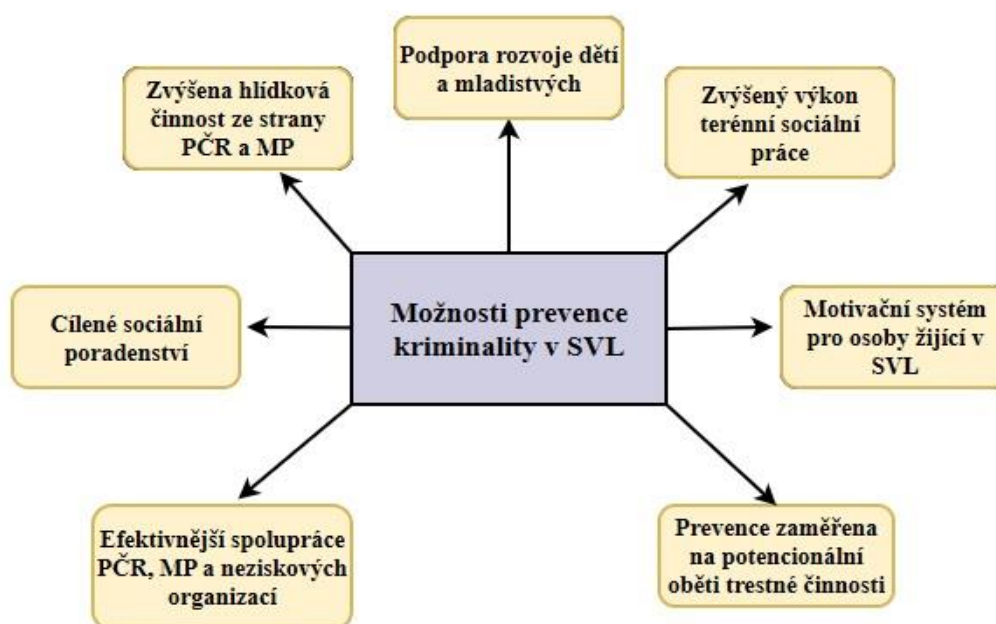 Podpora rozvoje dětí
a mladistvých
Zvýšena hlídková
činnost ze strany
PČR a MP
Zvýšený výkon
terénní sociální
práce
Možnosti prevence
kriminality v SVL
Cílené sociální
poradenství
Motivační systém
pro osoby žijící v
SVL
Efektivnější spolupráce
PČR, MP a neziskových
organizací
Prevence zaměřena
na potencionální
oběti trestné činnosti